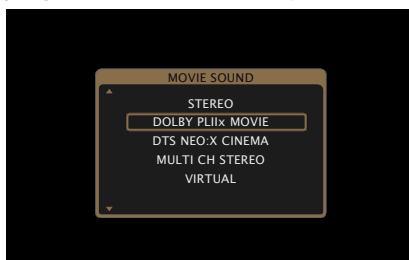 MOVIE SOUND
STEREO
DOLBY PLIIx MOVIE
DTS NEO:X CINEMA
MULTI CH STEREO
VIRTUAL